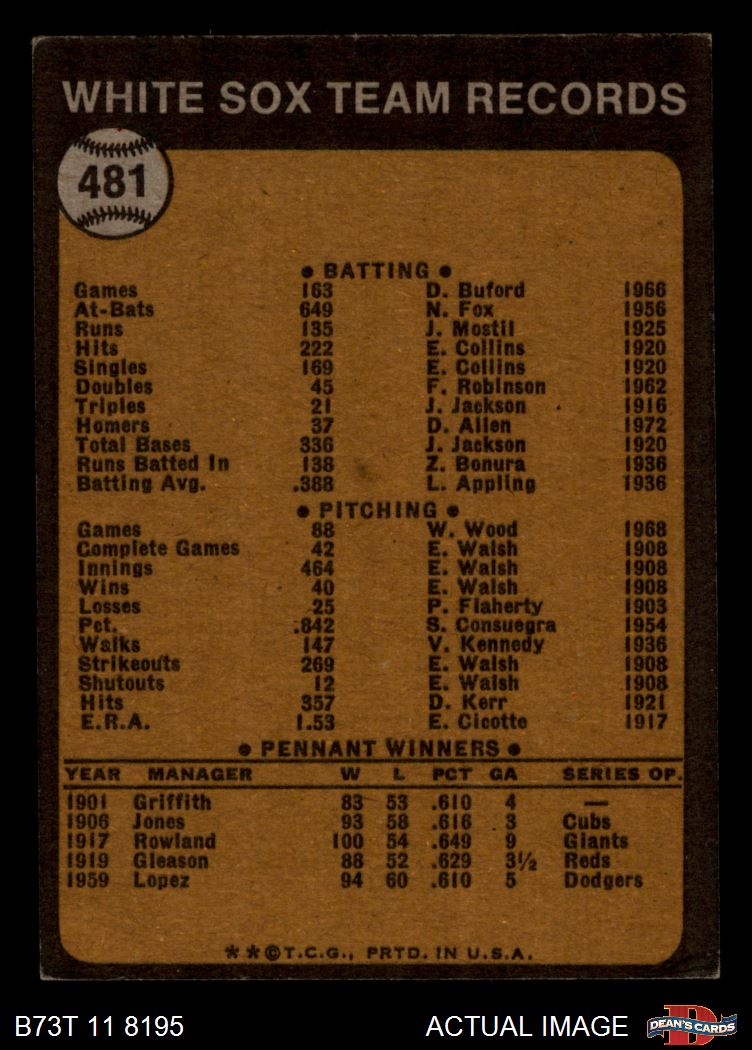 WHITE SOX TEAM RECORDS
481
• BATTING •
Games 163 D. Buford 1966
At-Bats 649 N. Fox 1956
Runs 135 J. Mostil 1925
Hits 222 E. Collins 1920
Singles 169 E. Collins 1920
Doubles 45 F. Robinson 1962
Triples 21 J. Jackson 1916
Homers 37 D. Allen 1972
Total Bases 336 J. Jackson 1920
Runs Batted In 138 Z. Bonura 1936
Batting Avg. .388 L. Appling 1936
• PITCHING •
Games 88 W. Wood 1968
Complete Games 42 E. Walsh 1908
Innings 464 E. Walsh 1908
Wins 40 E. Walsh 1908
Losses 25 P. Flaherty 1903
Pct. .842 S. Consuegra 1954
Walks 147 V. Kennedy 1936
Strikeouts 269 E. Walsh 1908
Shutouts 12 E. Walsh 1908
Hits 357 D. Kerr 1921
E.R.A. 1.53 E. Cicotte 1917
• PENNANT WINNERS •
YEAR MANAGER W L PCT GA SERIES OP.
1901 Griffith 83 53 .610 4 —
1906 Jones 93 58 .616 3 Cubs
1917 Rowland 100 54 .649 9 Giants
1919 Gleason 88 52 .629 3½ Reds
1959 Lopez 94 60 .610 5 Dodgers
**©T.C.G., PRTD. IN U.S.A.
B73T 11 8195 ACTUAL IMAGE D DEAN'S CARDS